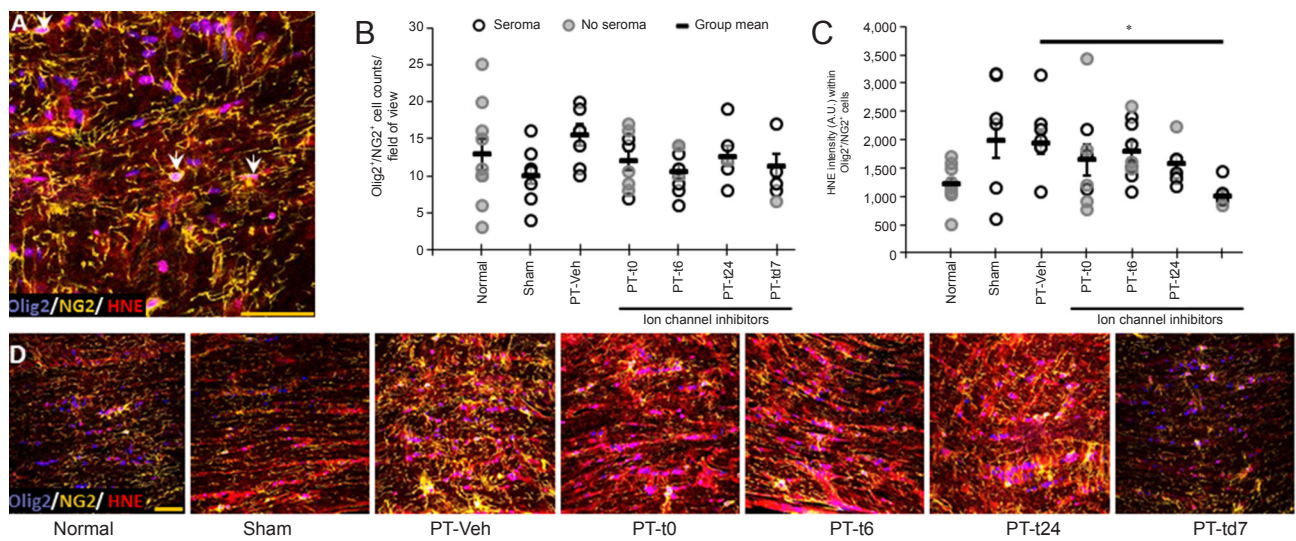 A
Olig2/NG2/ HNE
B
Seroma
No seroma
Group mean
Olig2+/NG2+ cell counts/
field of view
30
25
20
15
10
5
0
Normal
Sham
PT-Veh
PT-t0
PT-t6
PT-t24
PT-td7
Ion channel inhibitors
C
*
HNE intensity (A.U.) within
Olig2+/NG2+ cells
4,000
3,500
3,000
2,500
2,000
1,500
1,000
500
0
Normal
Sham
PT-Veh
PT-t0
PT-t6
PT-t24
Ion channel inhibitors
D
Olig2/NG2/ HNE
Normal
Sham
PT-Veh
PT-t0
PT-t6
PT-t24
PT-td7